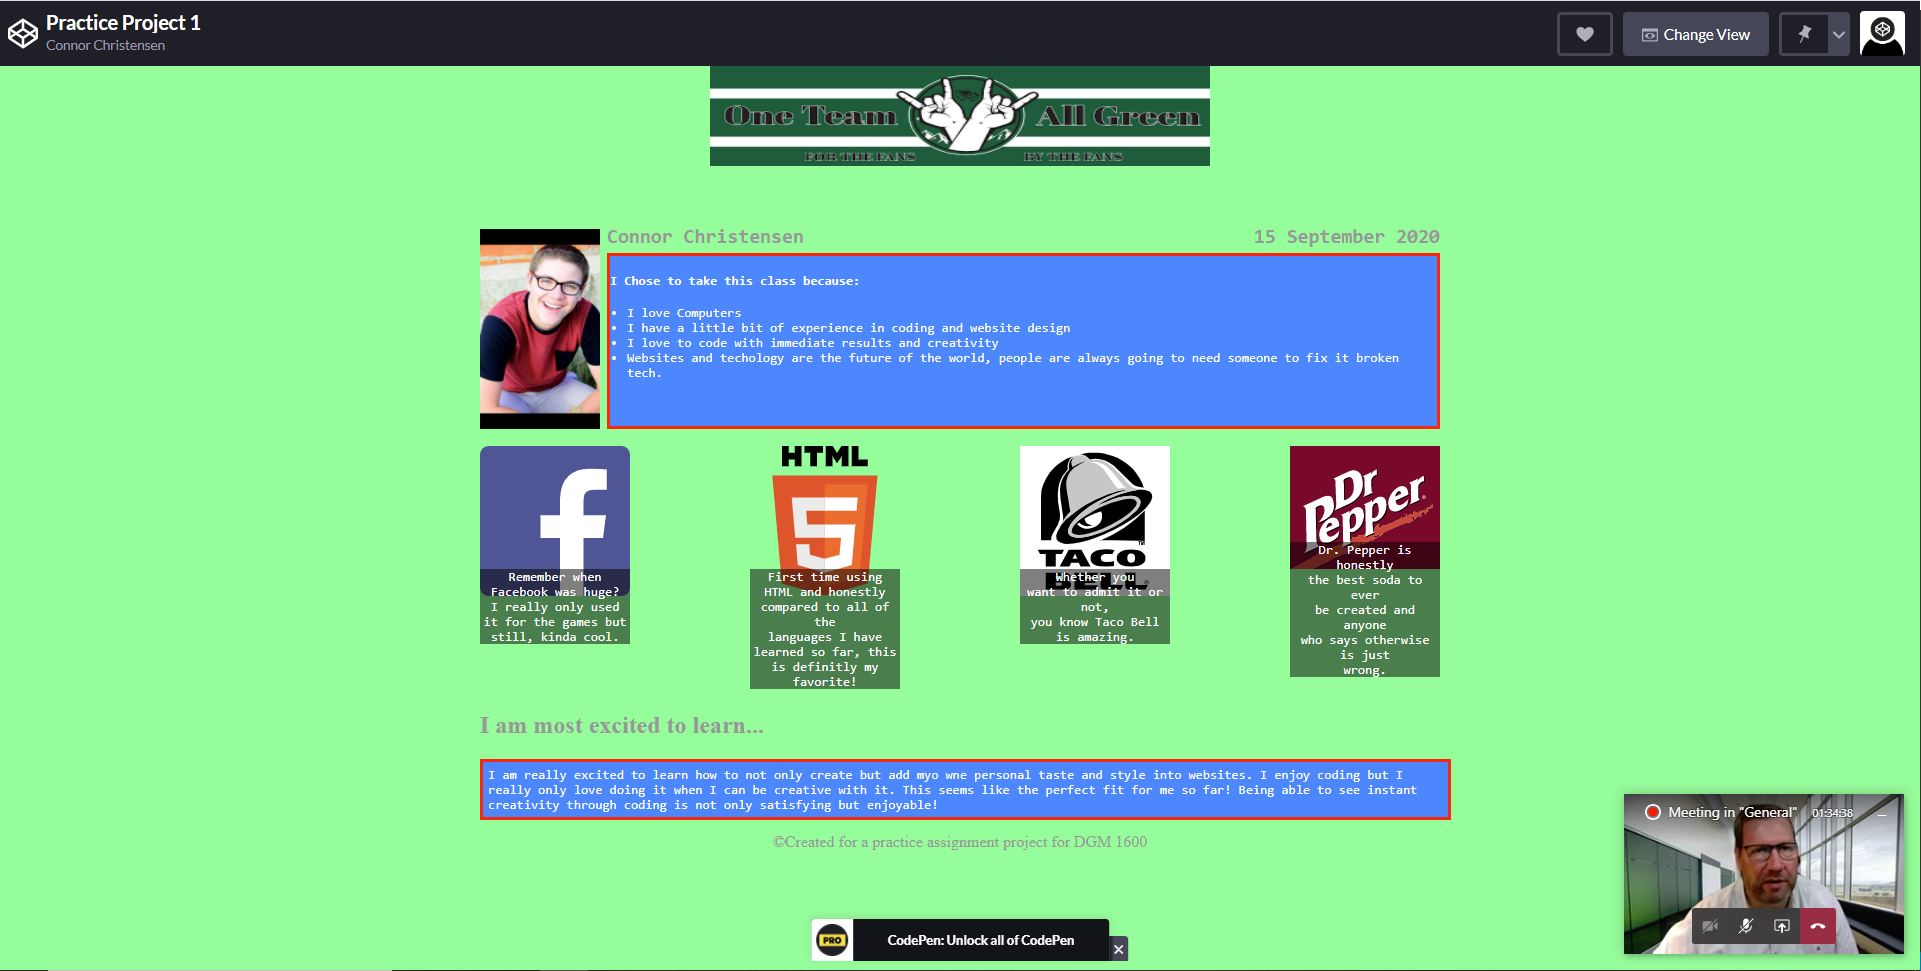 Practice Project 1
Connor Christensen
Change View
One Team All Green
FOR THE FANS BY THE FANS
Connor Christensen
15 September 2020
I Chose to take this class because:
I love Computers
I have a little bit of experience in coding and website design
I love to code with immediate results and creativity
Websites and techology are the future of the world, people are always going to need someone to fix it broken
tech.
Remember when
Facebook was huge?
I really only used
it for the games but
still, kinda cool.
HTML
5
First time using
HTML and honestly
compared to all of
the
languages I have
learned so far, this
is definitly my
favorite!
TACO
BELL
Whether you
want to admit it or
not,
you know Taco Bell
is amazing.
Dr
Pepper
Dr. Pepper is
honestly
the best soda to
ever
be created and
anyone
who says otherwise
is just
wrong.
I am most excited to learn...
I am really excited to learn how to not only create but add myo wne personal taste and style into websites. I enjoy coding but I
really only love doing it when I can be creative with it. This seems like the perfect fit for me so far! Being able to see instant
creativity through coding is not only satisfying but enjoyable!
©Created for a practice assignment project for DGM 1600
Meeting in "General" 01:34:38
PRO
CodePen: Unlock all of CodePen